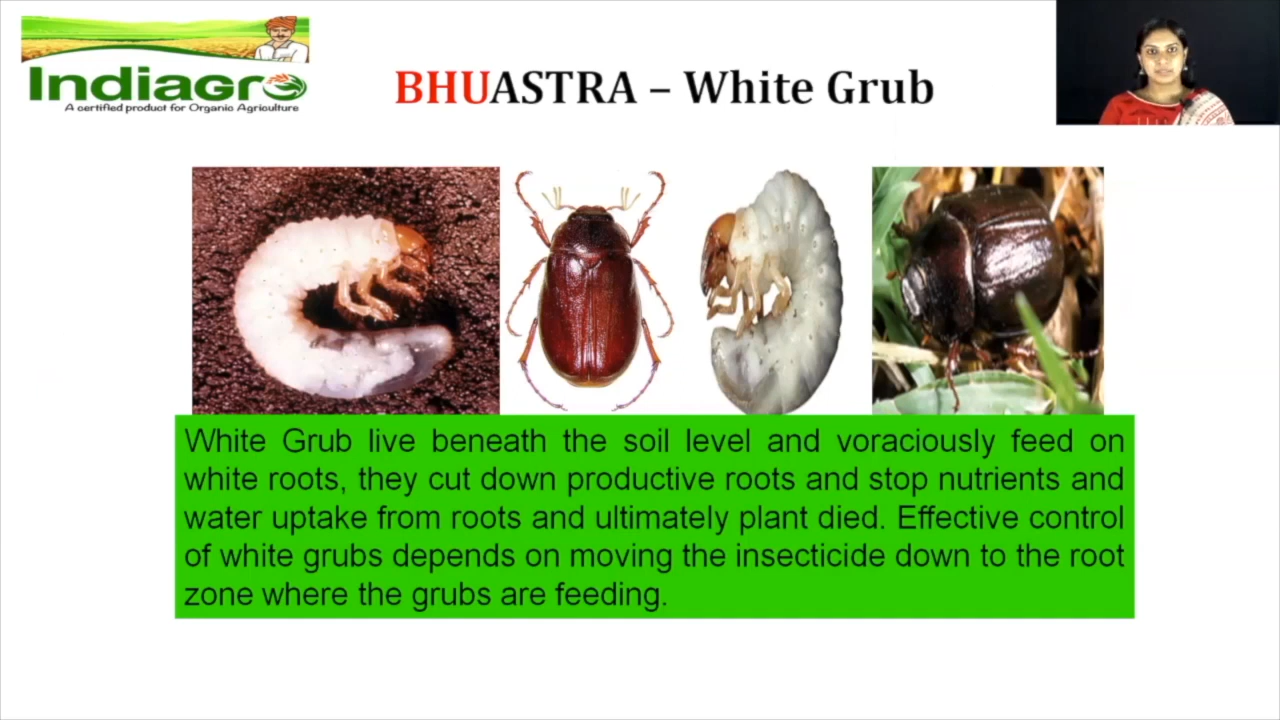 Indiagro
A certified product for Organic Agriculture
BHUASTRA – White Grub
White Grub live beneath the soil level and voraciously feed on
white roots, they cut down productive roots and stop nutrients and
water uptake from roots and ultimately plant died. Effective control
of white grubs depends on moving the insecticide down to the root
zone where the grubs are feeding.